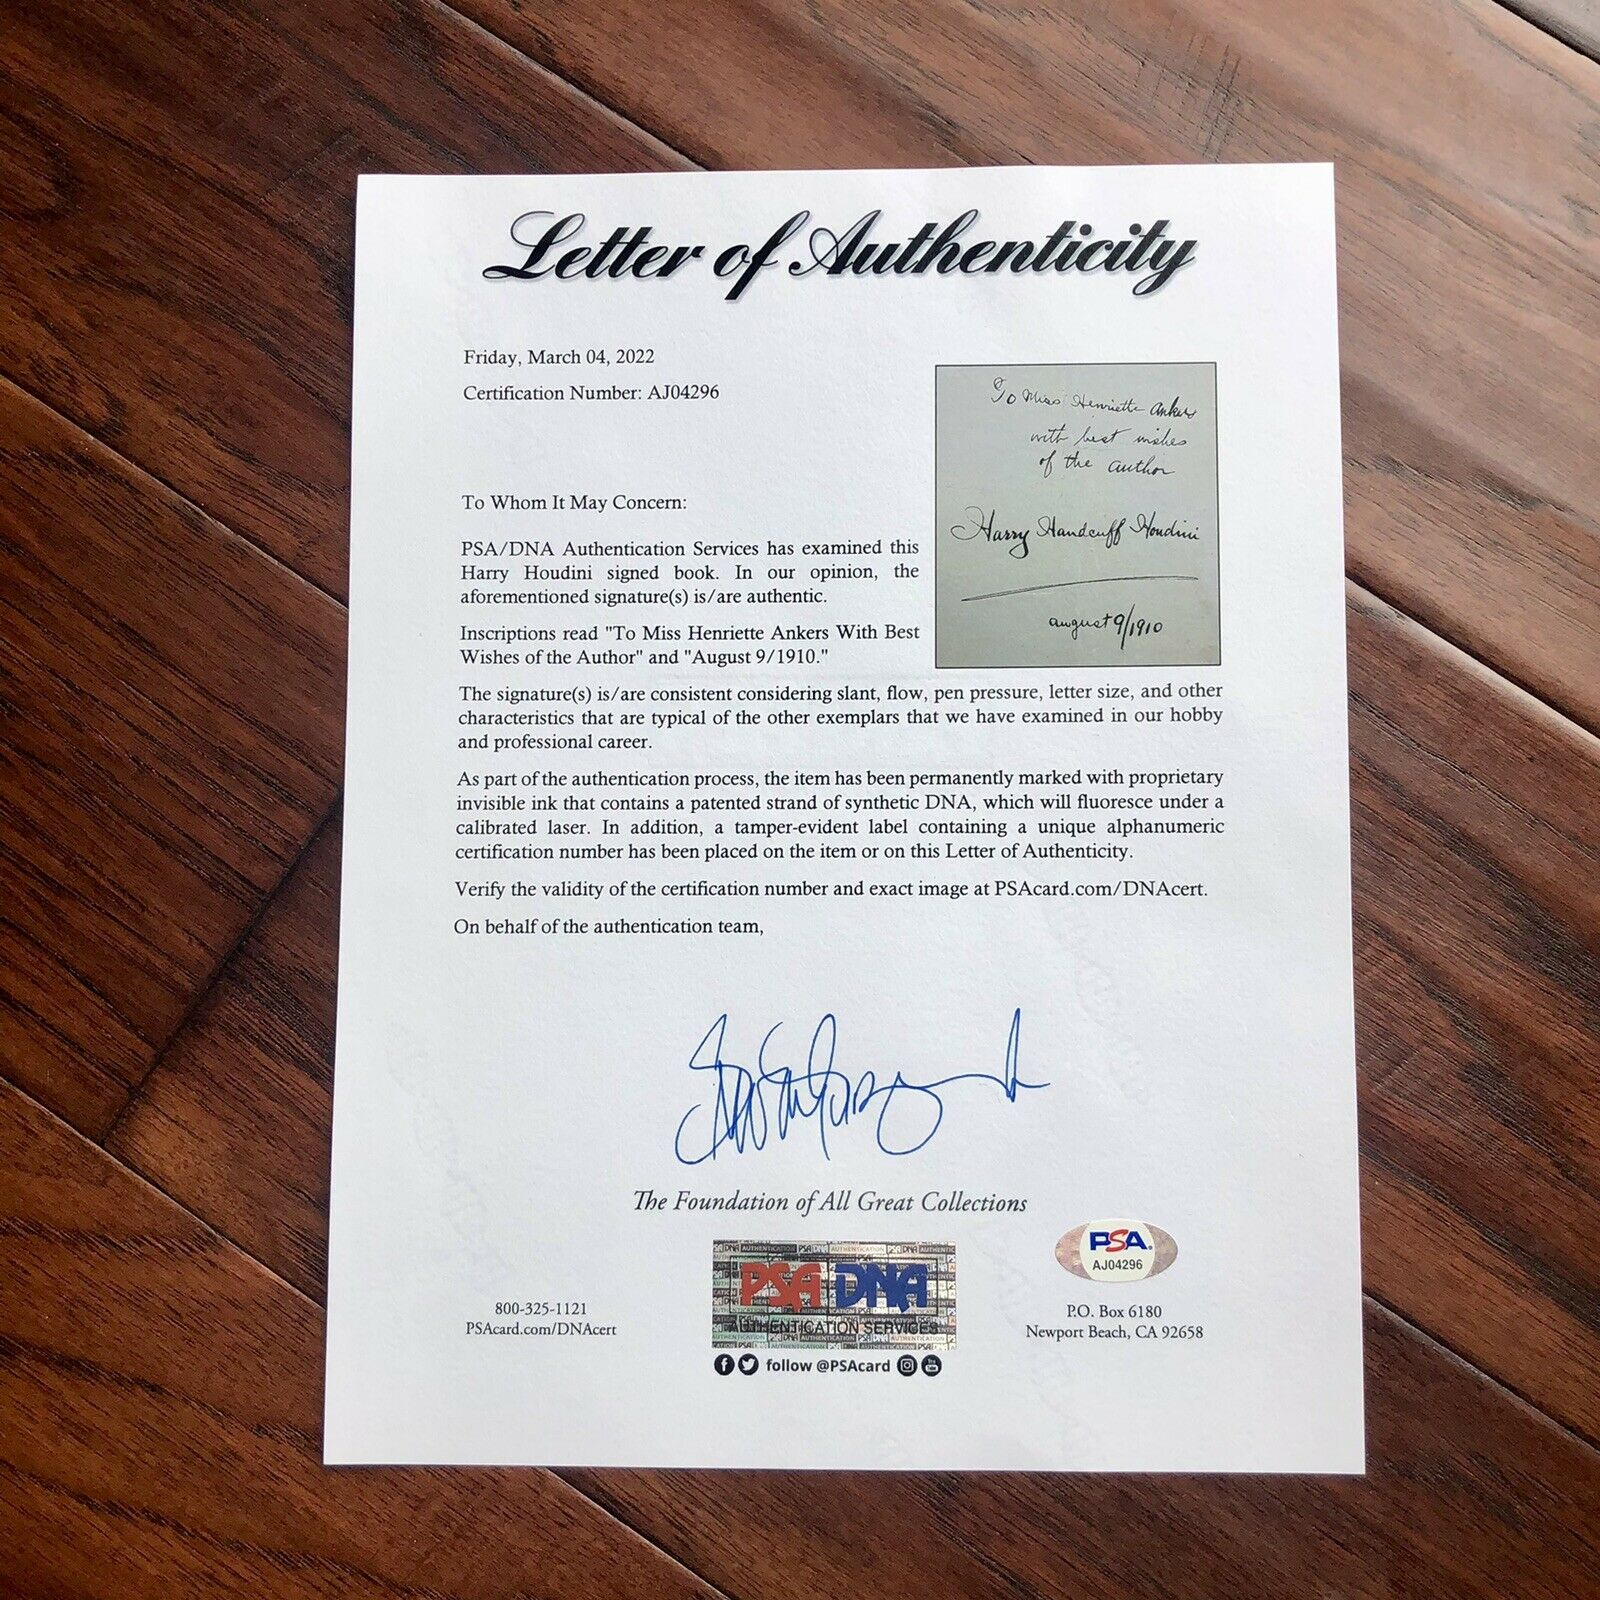 Letter of Authenticity
Friday, March 04, 2022
Certification Number: AJ04296
To Miss Henriette Ankers
with best wishes
of the author
Harry Handcuff Houdini
august 9/1910
To Whom It May Concern:
PSA/DNA Authentication Services has examined this
Harry Houdini signed book. In our opinion, the
aforementioned signature(s) is/are authentic.
Inscriptions read "To Miss Henriette Ankers With Best
Wishes of the Author" and "August 9/1910."
The signature(s) is/are consistent considering slant, flow, pen pressure, letter size, and other
characteristics that are typical of the other exemplars that we have examined in our hobby
and professional career.
As part of the authentication process, the item has been permanently marked with proprietary
invisible ink that contains a patented strand of synthetic DNA, which will fluoresce under a
calibrated laser. In addition, a tamper-evident label containing a unique alphanumeric
certification number has been placed on the item or on this Letter of Authenticity.
Verify the validity of the certification number and exact image at PSAcard.com/DNAcert.
On behalf of the authentication team,
The Foundation of All Great Collections
800-325-1121
PSAcard.com/DNAcert
PSA DNA
AUTHENTICATION SERVICES
follow @PSAcard
PSA
AJ04296
P.O. Box 6180
Newport Beach, CA 92658